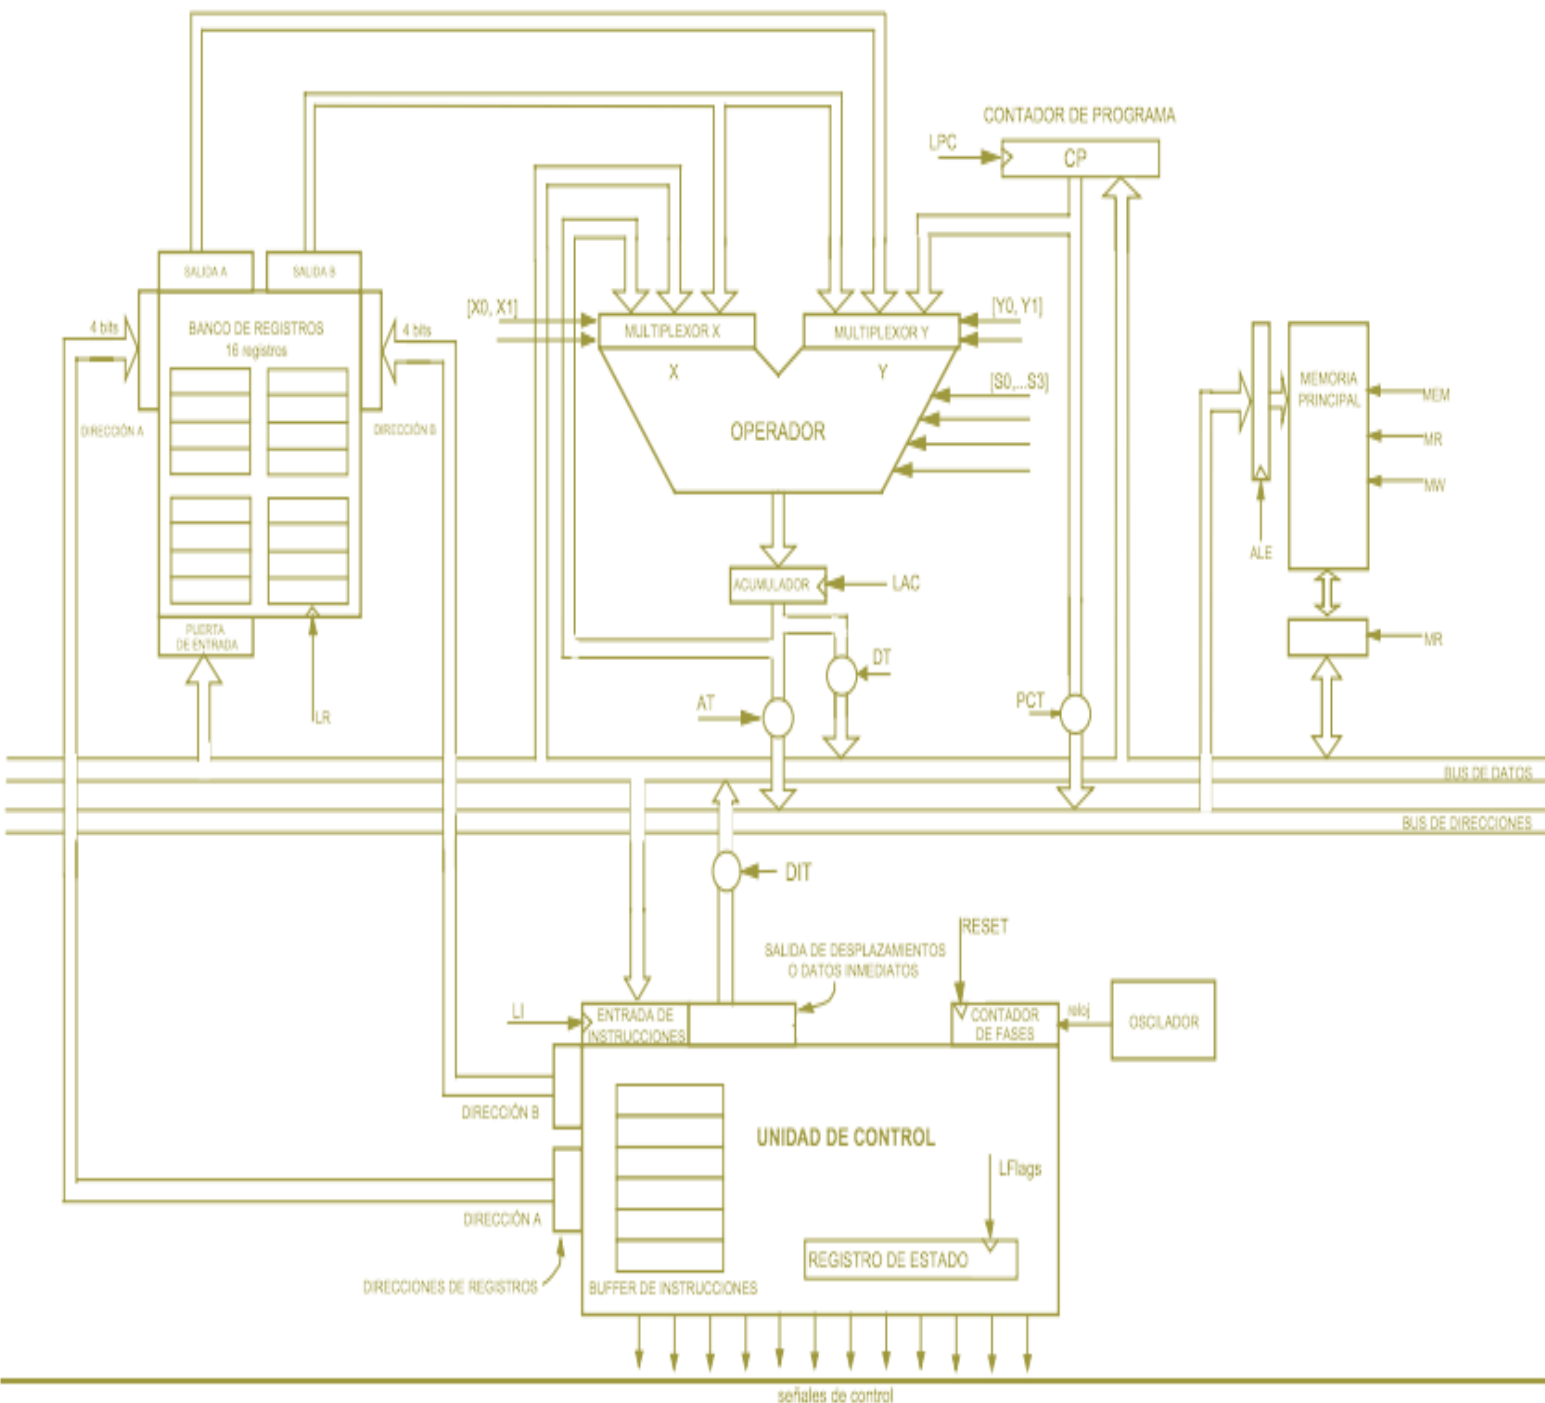 CONTADOR DE PROGRAMA
LPC
CP
SALIDA A
SALIDA B
4 bits
BANCO DE REGISTROS
16 registros
4 bits
DIRECCIÓN A
DIRECCIÓN B
PUERTA
DE ENTRADA
LR
[X0, X1]
MULTIPLEXOR X
MULTIPLEXOR Y
[Y0, Y1]
X
Y
[S0,...S3]
OPERADOR
MEMORIA
PRINCIPAL
MEM
MR
MW
ALE
ACUMULADOR
LAC
MR
DT
AT
PCT
BUS DE DATOS
BUS DE DIRECCIONES
DIT
RESET
SALIDA DE DESPLAZAMIENTOS
O DATOS INMEDIATOS
LI
ENTRADA DE
INSTRUCCIONES
CONTADOR
DE FASES
reloj
OSCILADOR
DIRECCIÓN B
UNIDAD DE CONTROL
LFlags
DIRECCIÓN A
REGISTRO DE ESTADO
DIRECCIONES DE REGISTROS
BUFFER DE INSTRUCCIONES
señales de control